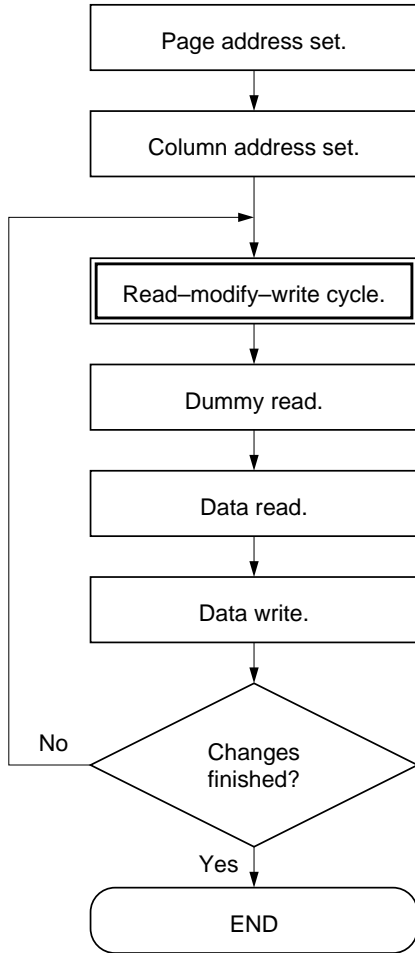 Page address set.
Column address set.
Read–modify–write cycle.
Dummy read.
Data read.
Data write.
No
Changes
finished?
Yes
END